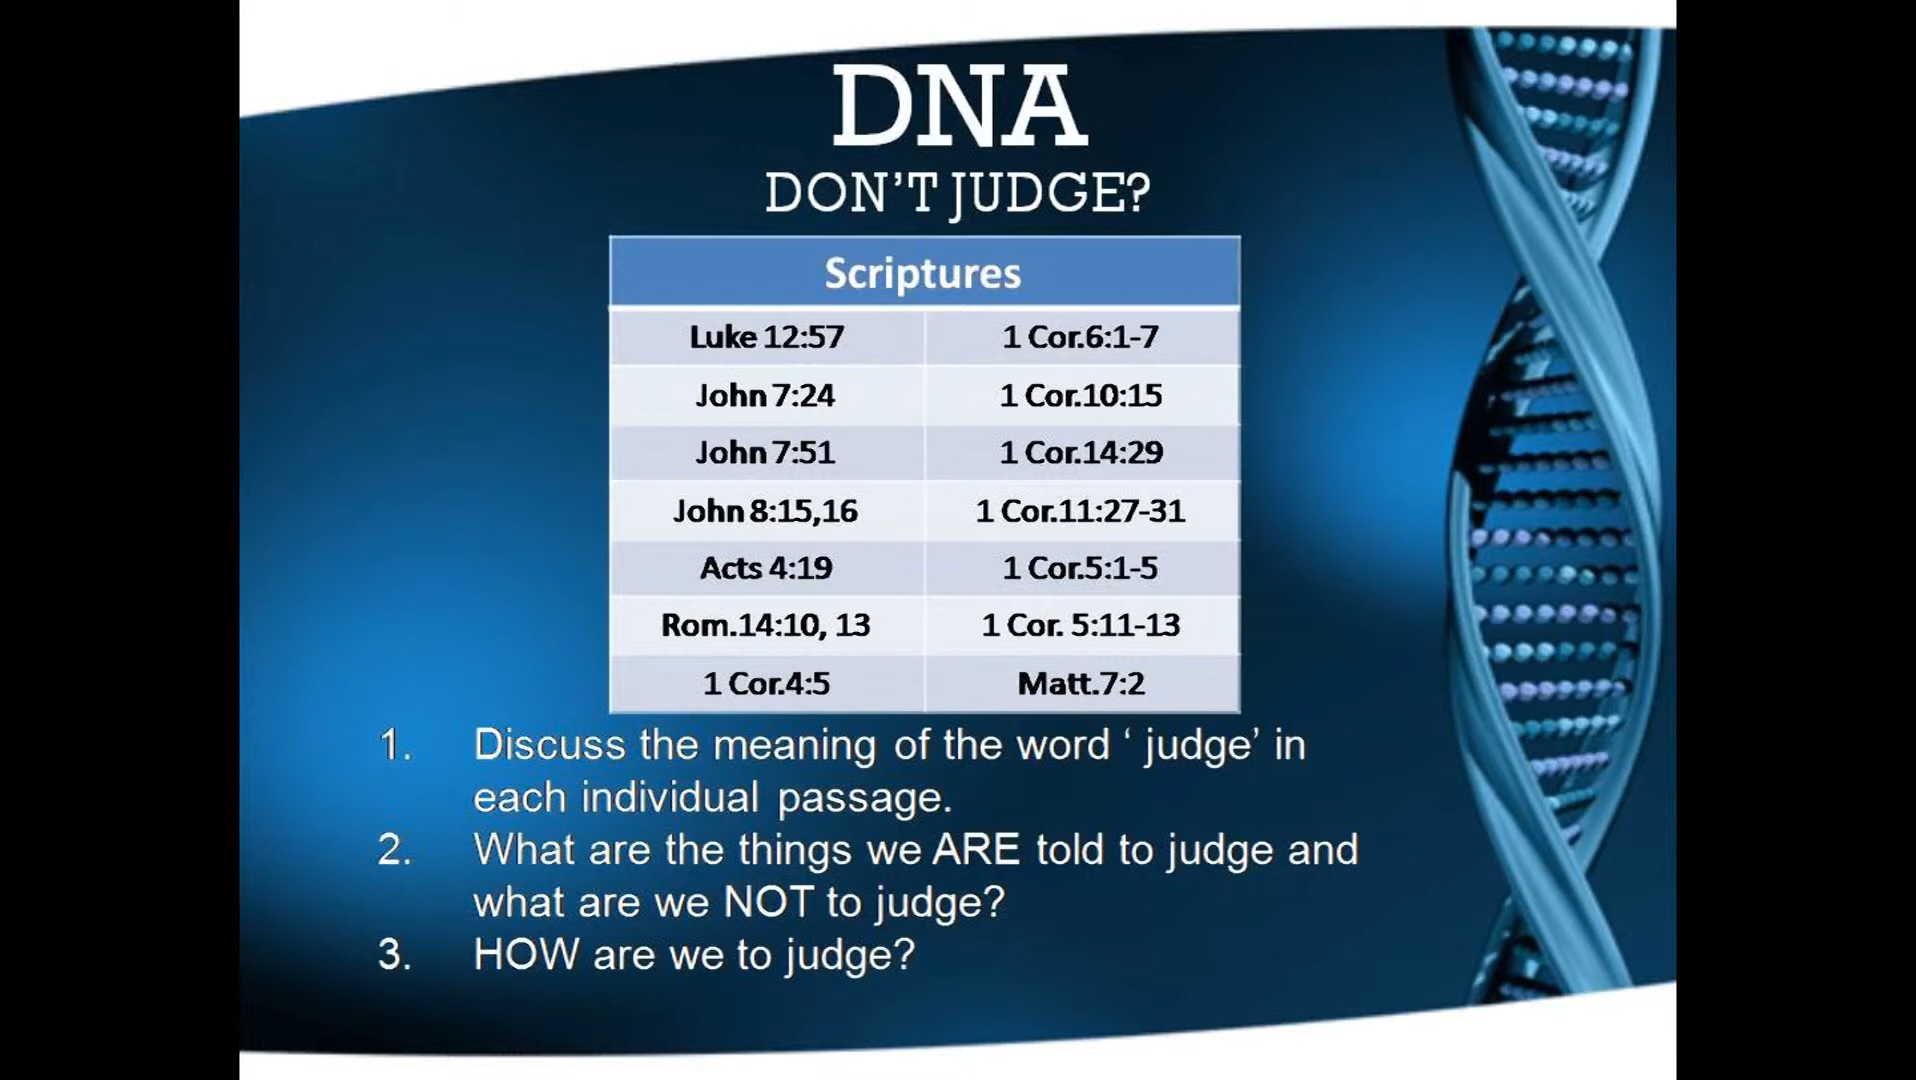 DNA
DON'T JUDGE?
Scriptures
Luke 12:57 1 Cor.6:1-7
John 7:24 1 Cor.10:15
John 7:51 1 Cor.14:29
John 8:15,16 1 Cor.11:27-31
Acts 4:19 1 Cor.5:1-5
Rom.14:10, 13 1 Cor. 5:11-13
1 Cor.4:5 Matt.7:2
1. Discuss the meaning of the word ‘ judge’ in
each individual passage.
2. What are the things we ARE told to judge and
what are we NOT to judge?
3. HOW are we to judge?